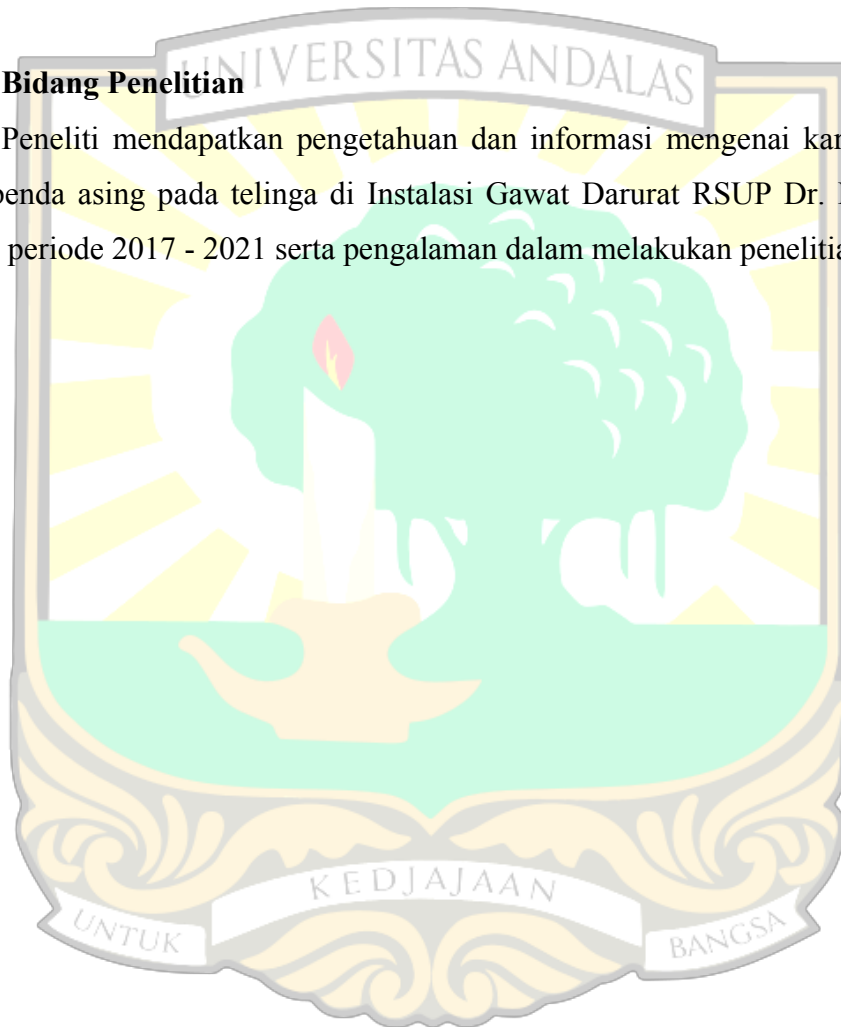 UNIVERSITAS ANDALAS
Bidang Penelitian
Peneliti mendapatkan pengetahuan dan informasi mengenai
benda asing pada telinga di Instalasi Gawat Darurat RSUP Dr.
periode 2017 - 2021 serta pengalaman dalam melakukan
KEDJAJAAN
UNTUK
BANGSA